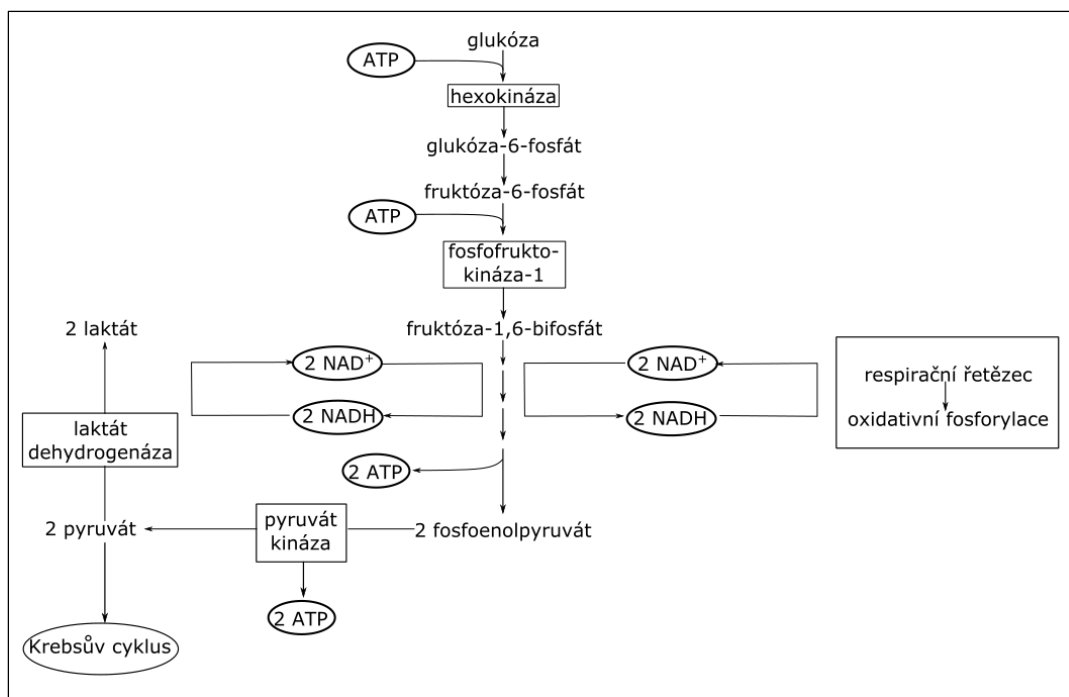 glukóza
ATP
hexokináza
glukóza-6-fosfát
fruktóza-6-fosfát
ATP
fosfofrukto-
kináza-1
fruktóza-1,6-bifosfát
2 laktát
2 NAD⁺
2 NAD⁺
respirační řetězec
2 NADH
2 NADH
oxidativní fosforylace
laktát
dehydrogenáza
2 ATP
2 pyruvát
pyruvát
kináza
2 fosfoenolpyruvát
2 ATP
Krebsův cyklus